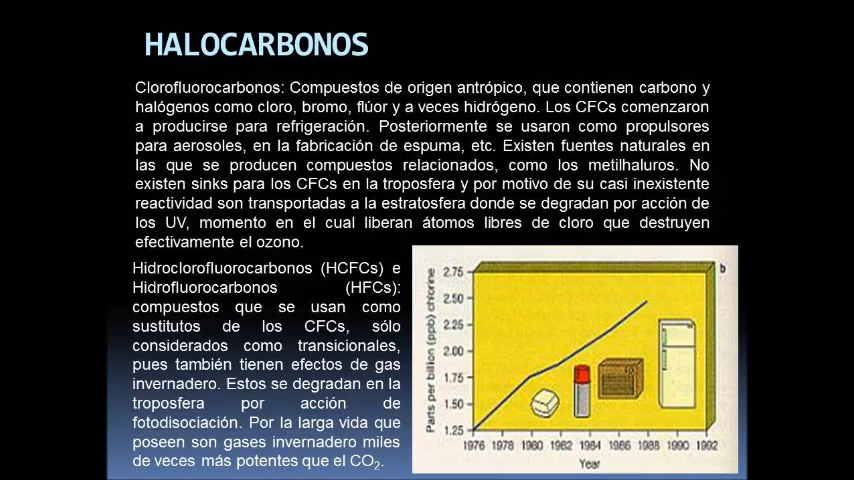 HALOCARBONOS
Clorofluorocarbonos: Compuestos de origen antrópico, que contienen carbono y
halógenos como cloro, bromo, flúor y a veces hidrógeno. Los CFCs comenzaron
a producirse para refrigeración. Posteriormente se usaron como propulsores
para aerosoles, en la fabricación de espuma, etc. Existen fuentes naturales en
las que se producen compuestos relacionados, como los metilhaluros. No
existen sinks para los CFCs en la troposfera y por motivo de su casi inexistente
reactividad son transportadas a la estratosfera donde se degradan por acción de
los UV, momento en el cual liberan átomos libres de cloro que destruyen
efectivamente el ozono.
Hidroclorofluorocarbonos (HCFCs) e
Hidrofluorocarbonos (HFCs):
compuestos que se usan como
sustitutos de los CFCs, sólo
considerados como transicionales,
pues también tienen efectos de gas
invernadero. Estos se degradan en la
troposfera por acción de
fotodisociación. Por la larga vida que
poseen son gases invernadero miles
de veces más potentes que el CO₂.
b
Parts per billion (ppb) chlorine
2.75
2.50
2.25
2.00
1.75
1.50
1.25
1976 1978 1980 1982 1984 1986 1988 1990 1992
Year